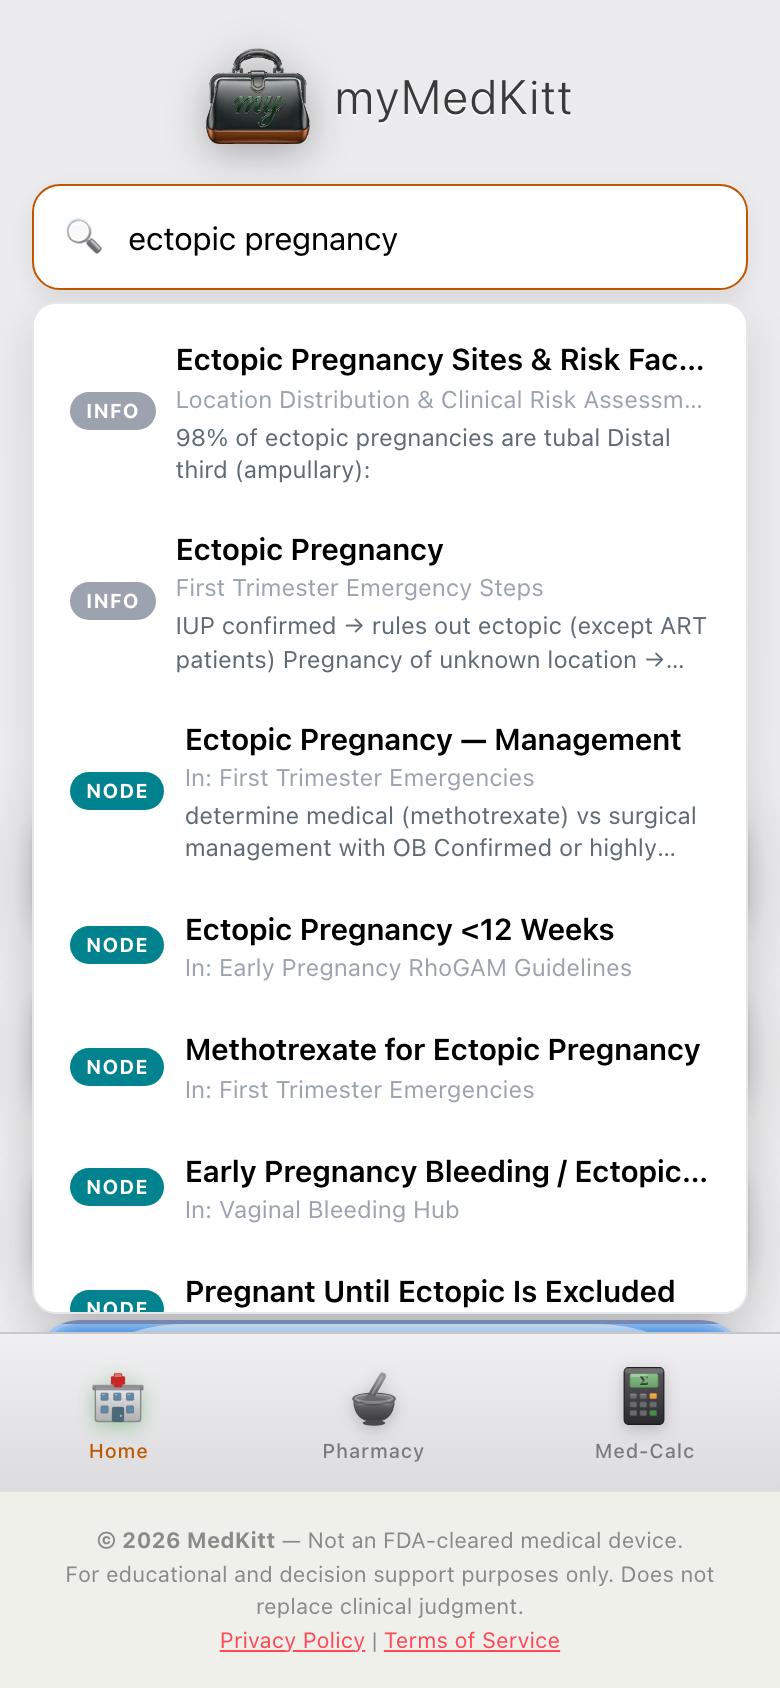 my
myMedKitt
ectopic pregnancy
Ectopic Pregnancy Sites & Risk Fac...
INFO
Location Distribution & Clinical Risk Assessm...
98% of ectopic pregnancies are tubal Distal
third (ampullary):
Ectopic Pregnancy
INFO
First Trimester Emergency Steps
IUP confirmed → rules out ectopic (except ART
patients) Pregnancy of unknown location →...
Ectopic Pregnancy — Management
NODE
In: First Trimester Emergencies
determine medical (methotrexate) vs surgical
management with OB Confirmed or highly...
Ectopic Pregnancy <12 Weeks
NODE
In: Early Pregnancy RhoGAM Guidelines
Methotrexate for Ectopic Pregnancy
NODE
In: First Trimester Emergencies
Early Pregnancy Bleeding / Ectopic...
NODE
In: Vaginal Bleeding Hub
Pregnant Until Ectopic Is Excluded
NODE
Σ
Home
Pharmacy
Med-Calc
© 2026 MedKitt — Not an FDA-cleared medical device.
For educational and decision support purposes only. Does not
replace clinical judgment.
Privacy Policy | Terms of Service